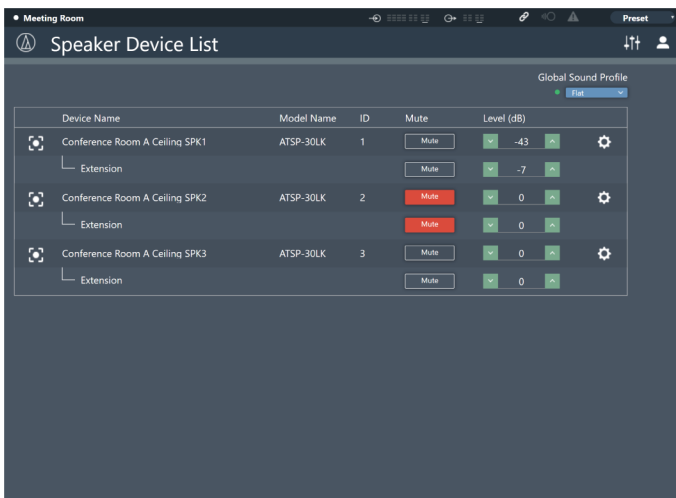 Meeting Room
Preset
Speaker Device List
Global Sound Profile
Flat
Device Name Model Name ID Mute Level (dB)
Conference Room A Ceiling SPK1 ATSP-30LK 1 Mute -43
Extension Mute -7
Conference Room A Ceiling SPK2 ATSP-30LK 2 Mute 0
Extension Mute 0
Conference Room A Ceiling SPK3 ATSP-30LK 3 Mute 0
Extension Mute 0